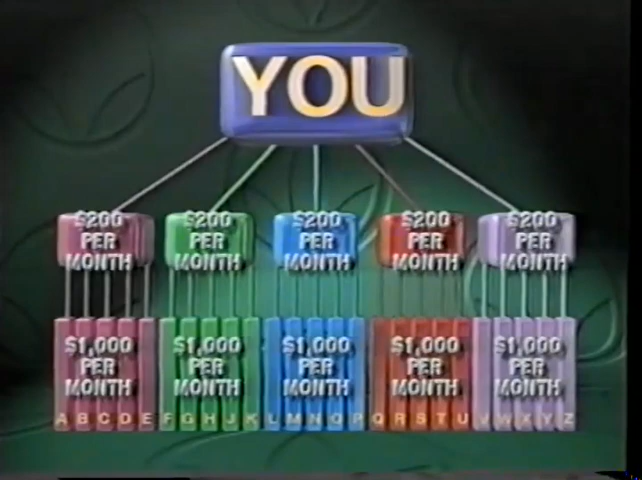 YOU
$200 PER MONTH
$200 PER MONTH
$200 PER MONTH
$200 PER MONTH
$200 PER MONTH
$1,000 PER MONTH
$1,000 PER MONTH
$1,000 PER MONTH
$1,000 PER MONTH
$1,000 PER MONTH
A B C D E F G H J K L M N O P Q R S T U V W X Y Z